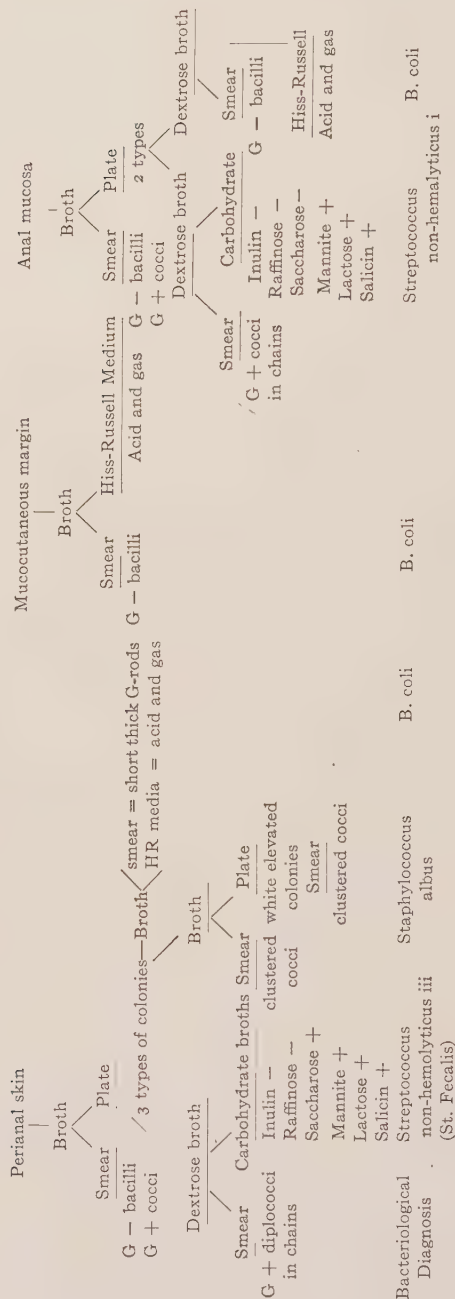 Perianal skin
Broth
Smear
Plate
G — bacilli
G + cocci
3 types of colonies—Broth
smear = short thick G-rods
HR media = acid and gas
Dextrose broth
Broth
Smear
Carbohydrate broths
Smear
Plate
G + diplococci
in chains
Inulin —
Raffinose —
Saccharose +
Mannite +
Lactose +
Salicin +
clustered
cocci
white elevated
colonies
Smear
clustered cocci
Bacteriological
Diagnosis
Streptococcus
non-hemolyticus iii
(St. Fecalis)
Staphylococcus
albus
B. coli
Mucocutaneous margin
Broth
Smear
Hiss-Russell Medium
G — bacilli
Acid and gas
B. coli
Anal mucosa
Broth
Smear
Plate
G — bacilli
G + cocci
2 types
Dextrose broth
Dextrose broth
Smear
Carbohydrate
Smear
G + cocci
in chains
Inulin —
Raffinose —
Saccharose —
Mannite +
Lactose +
Salicin +
G — bacilli
Hiss-Russell
Acid and gas
Streptococcus
non-hemalyticus i
B. coli